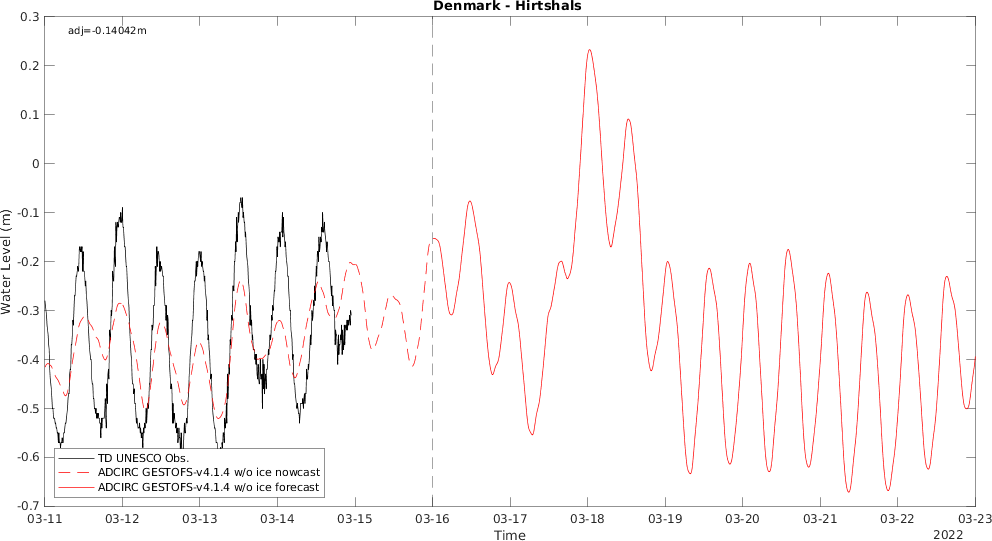 Denmark - Hirtshals
adj=-0.14042m
0.3
0.2
0.1
0
-0.1
-0.2
-0.3
-0.4
-0.5
-0.6
-0.7
Water Level (m)
TD UNESCO Obs.
ADCIRC GESTOFS-v4.1.4 w/o ice nowcast
ADCIRC GESTOFS-v4.1.4 w/o ice forecast
03-11 03-12 03-13 03-14 03-15 03-16 03-17 03-18 03-19 03-20 03-21 03-22 03-23
Time
2022